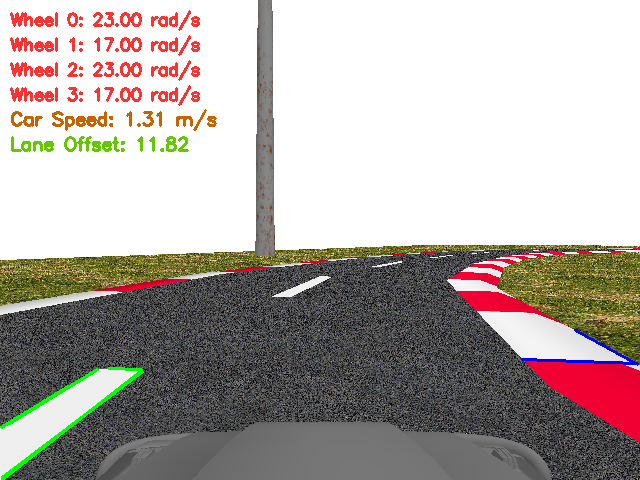 Wheel 0: 23.00 rad/s
Wheel 1: 17.00 rad/s
Wheel 2: 23.00 rad/s
Wheel 3: 17.00 rad/s
Car Speed: 1.31 m/s
Lane Offset: 11.82